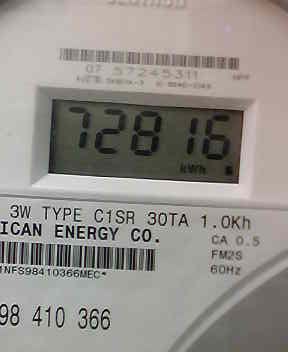 07 57245311
72816
kWh
3W TYPE C1SR 30TA 1.0Kh
ICAN ENERGY CO.
CA 0.5
FM2S
60Hz
1NFS98410366MEC*
98 410 366